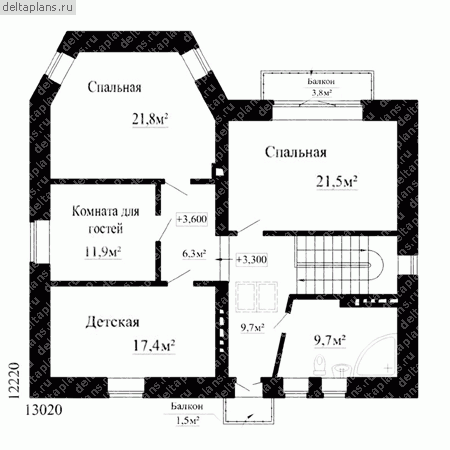 deltaplans.ru
Балкон
3,8м²
Спальная
21,8м²
Спальная
21,5м²
Комната для
гостей
11,9м²
+3,600
6,3м²
+3,300
Детская
17,4м²
9,7м²
9,7м²
Балкон
1,5м²
12220
13020